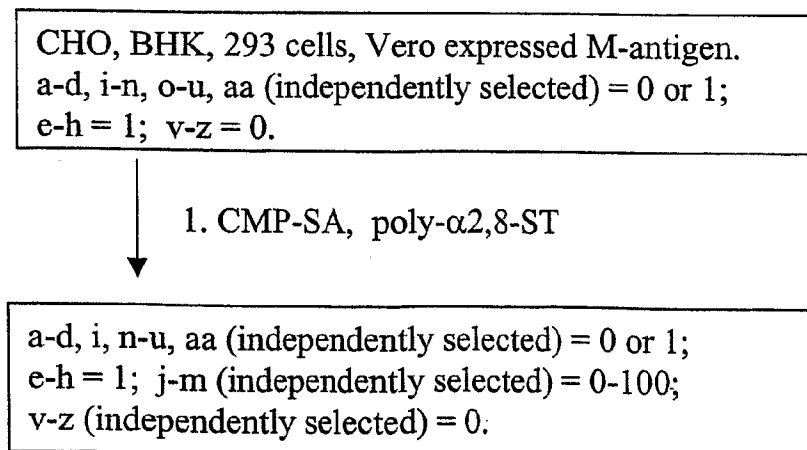 CHO, BHK, 293 cells, Vero expressed M-antigen.
a-d, i-n, o-u, aa (independently selected) = 0 or 1;
e-h = 1; v-z = 0.
1. CMP-SA, poly-α2,8-ST
a-d, i, n-u, aa (independently selected) = 0 or 1;
e-h = 1; j-m (independently selected) = 0-100;
v-z (independently selected) = 0.